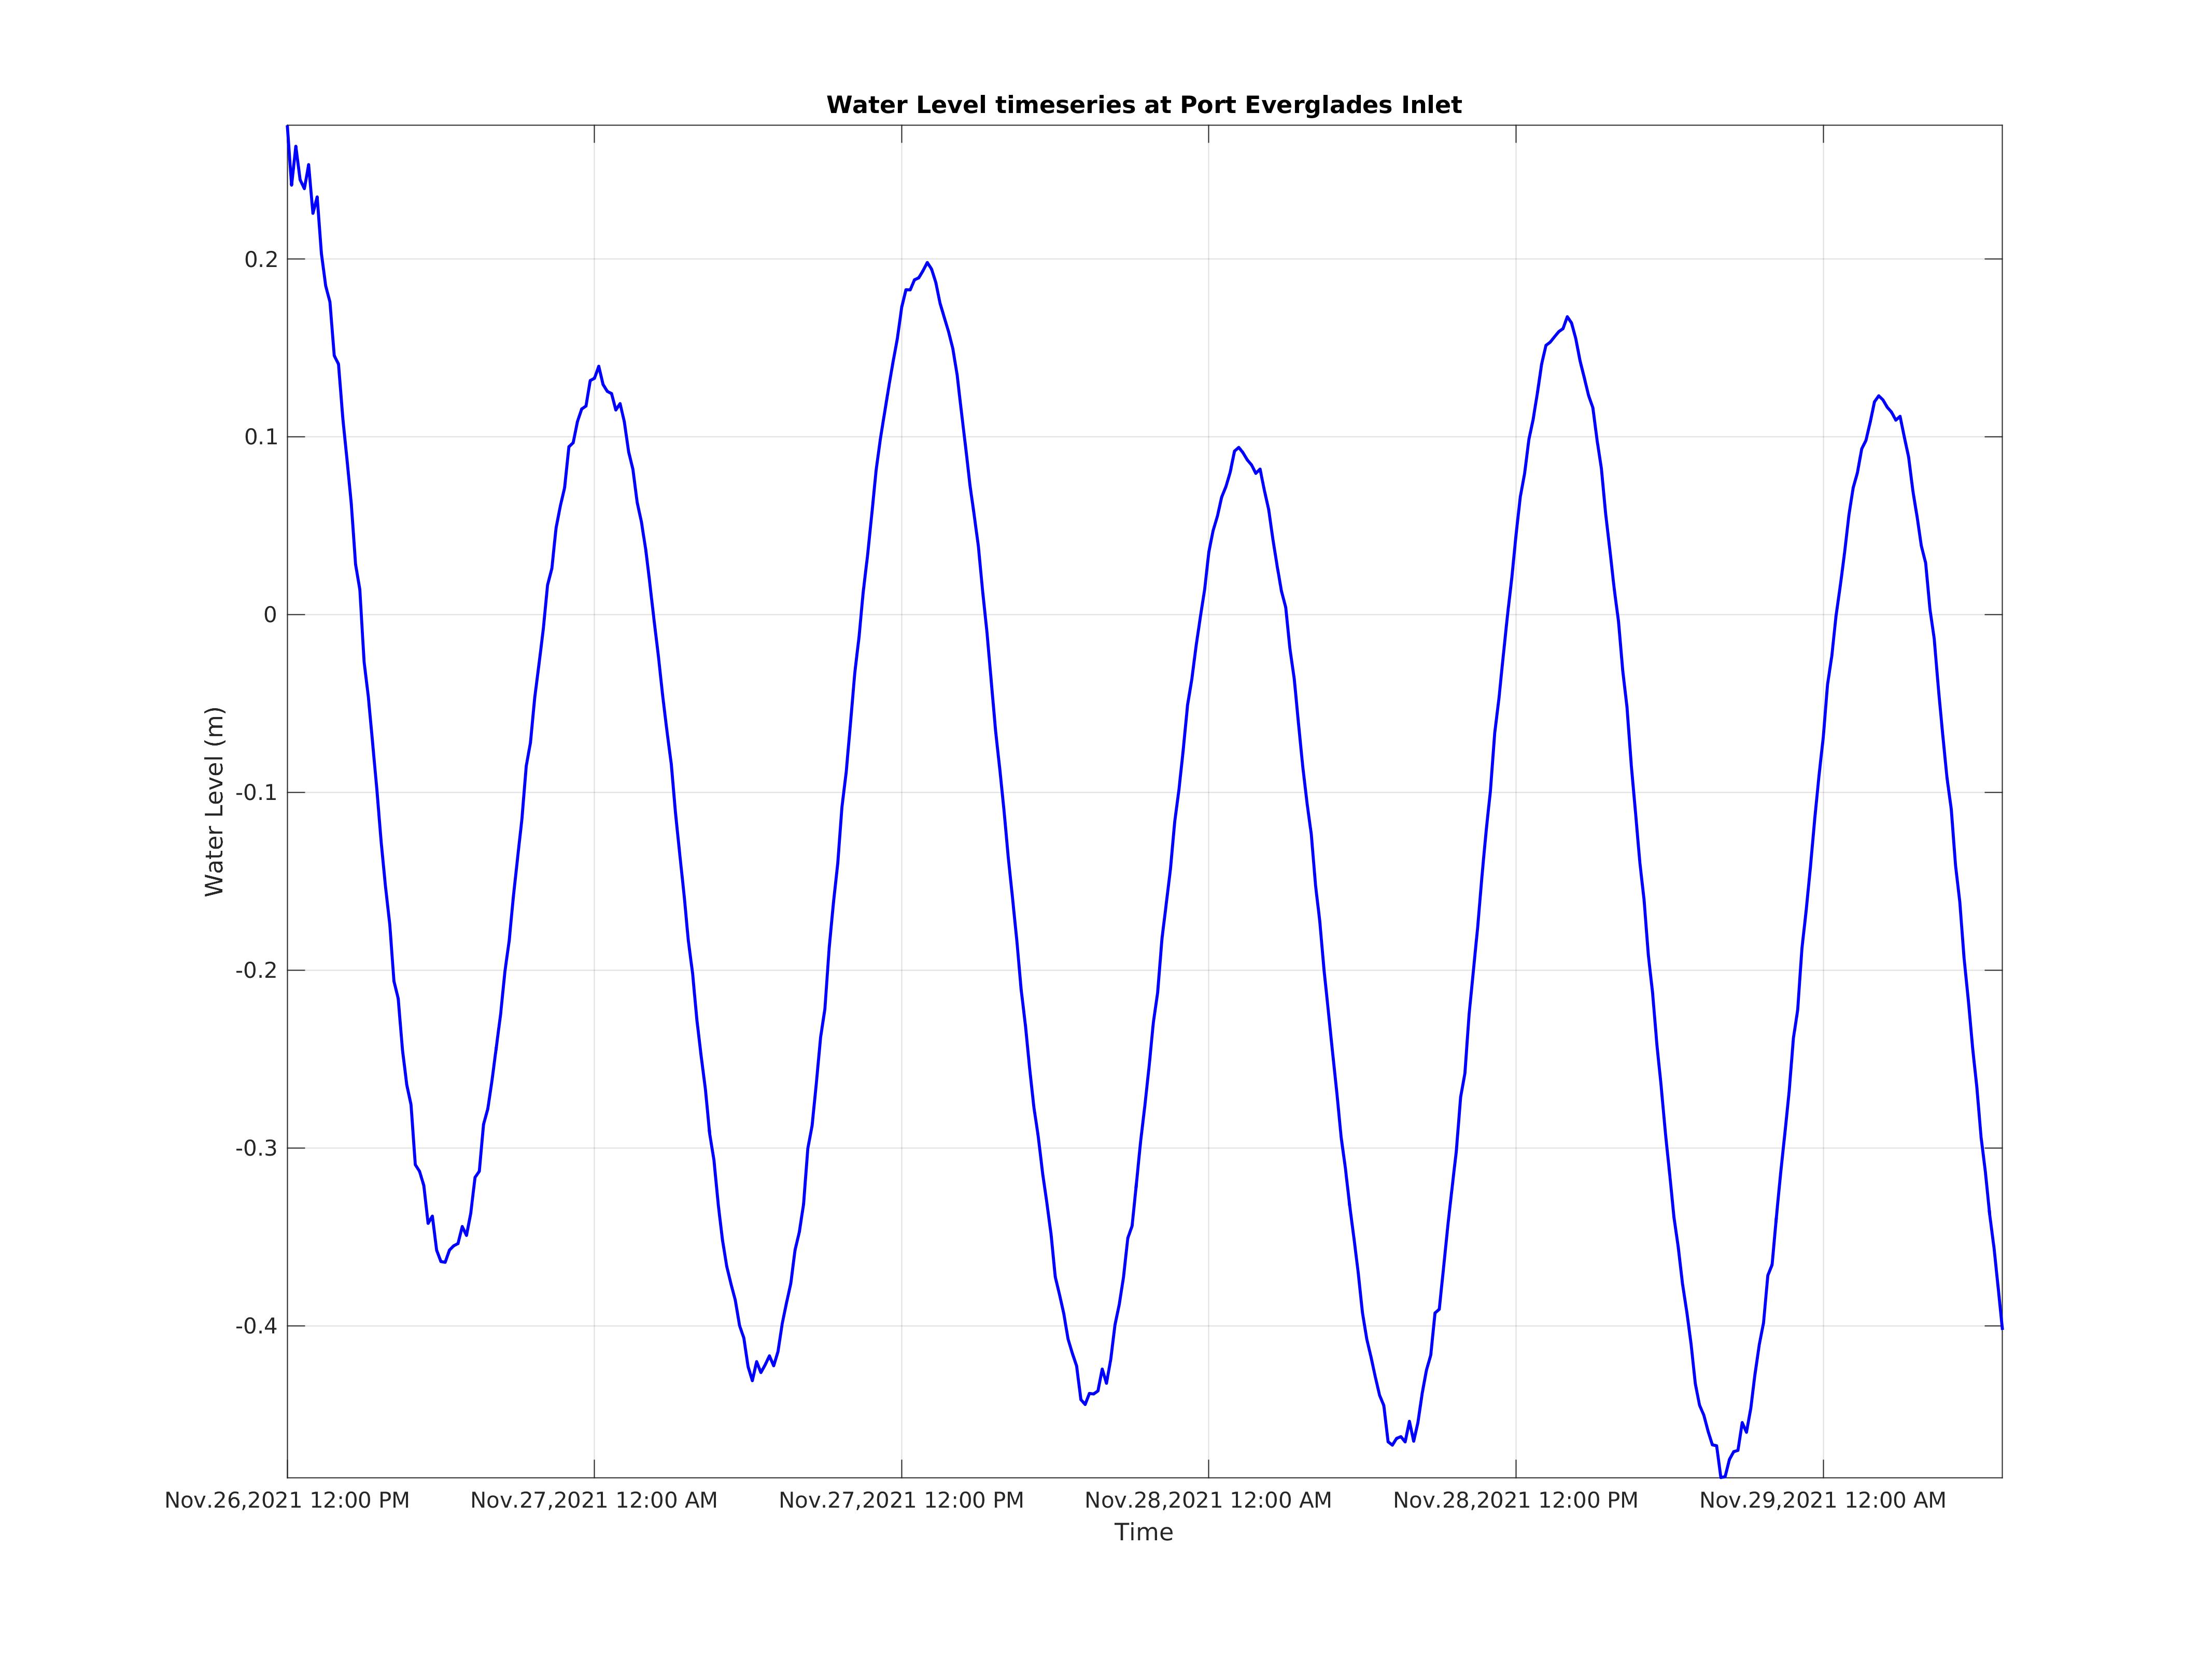 Water Level timeseries at Port Everglades Inlet
0.2
0.1
0
-0.1
-0.2
-0.3
-0.4
Water Level (m)
Nov.26,2021 12:00 PM Nov.27,2021 12:00 AM Nov.27,2021 12:00 PM Nov.28,2021 12:00 AM Nov.28,2021 12:00 PM Nov.29,2021 12:00 AM
Time